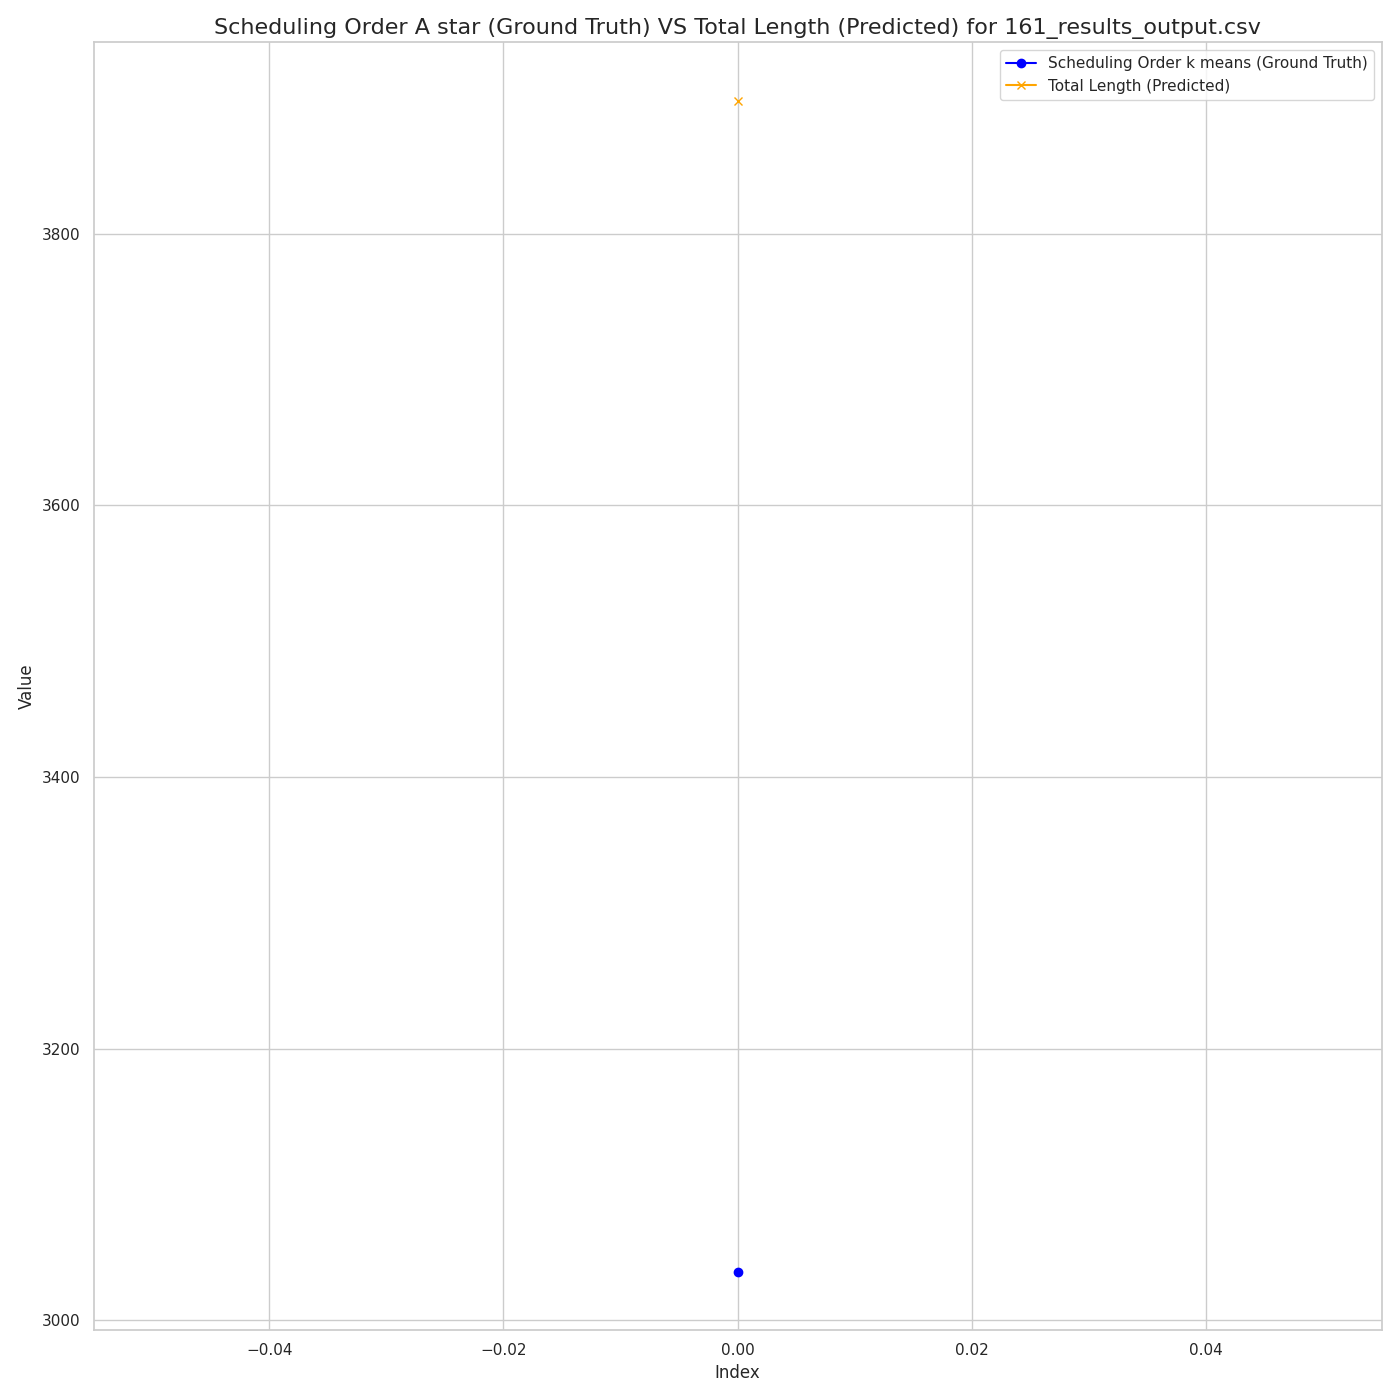 Scheduling Order A star (Ground Truth) VS Total Length (Predicted) for 161_results_output.csv
Scheduling Order k means (Ground Truth)
Total Length (Predicted)
3800
3600
3400
3200
3000
Value
−0.04 −0.02 0.00 0.02 0.04
Index